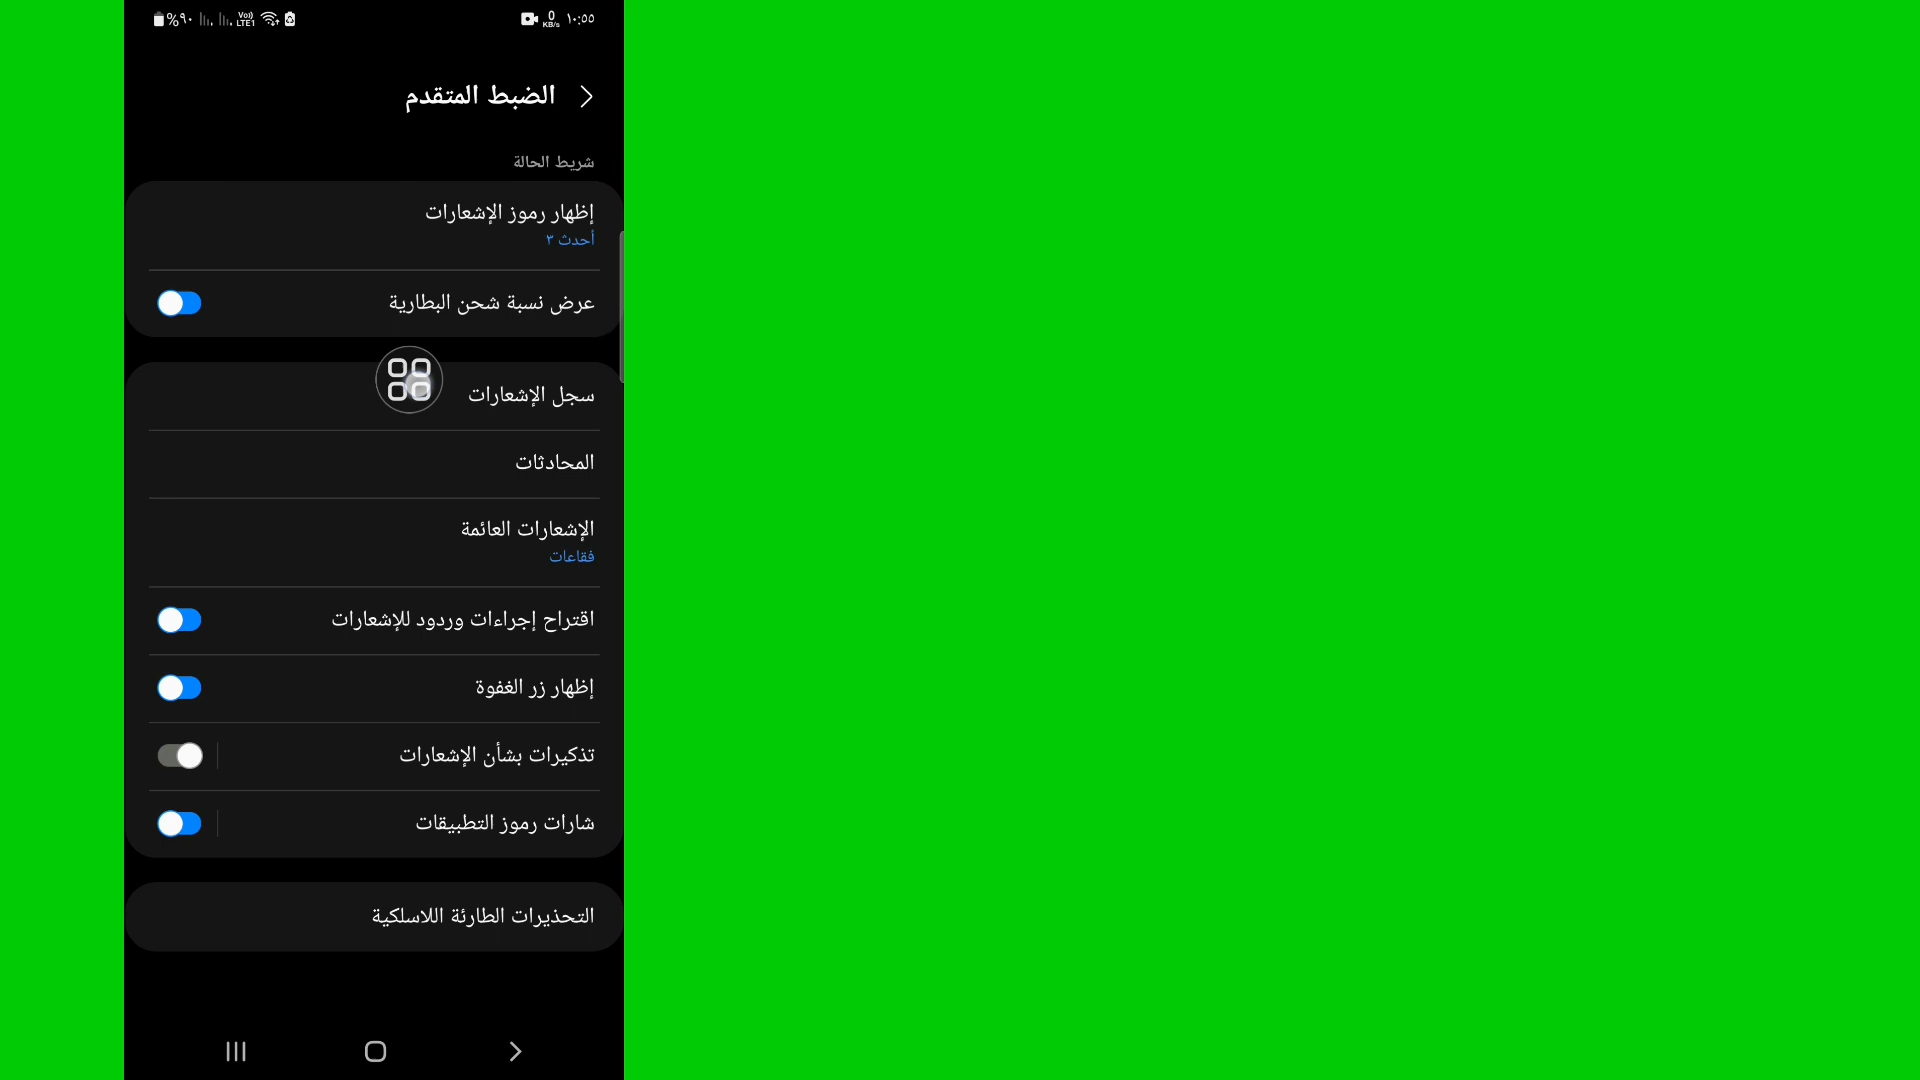 ١٠:٥٥ 0 KB/s Vo)) LTE1 ٩٠%
الضبط المتقدم
شريط الحالة
إظهار رموز الإشعارات
أحدث ٣
عرض نسبة شحن البطارية
سجل الإشعارات
المحادثات
الإشعارات العائمة
فقاعات
اقتراح إجراءات وردود للإشعارات
إظهار زر الغفوة
تذكيرات بشأن الإشعارات
شارات رموز التطبيقات
التحذيرات الطارئة اللاسلكية